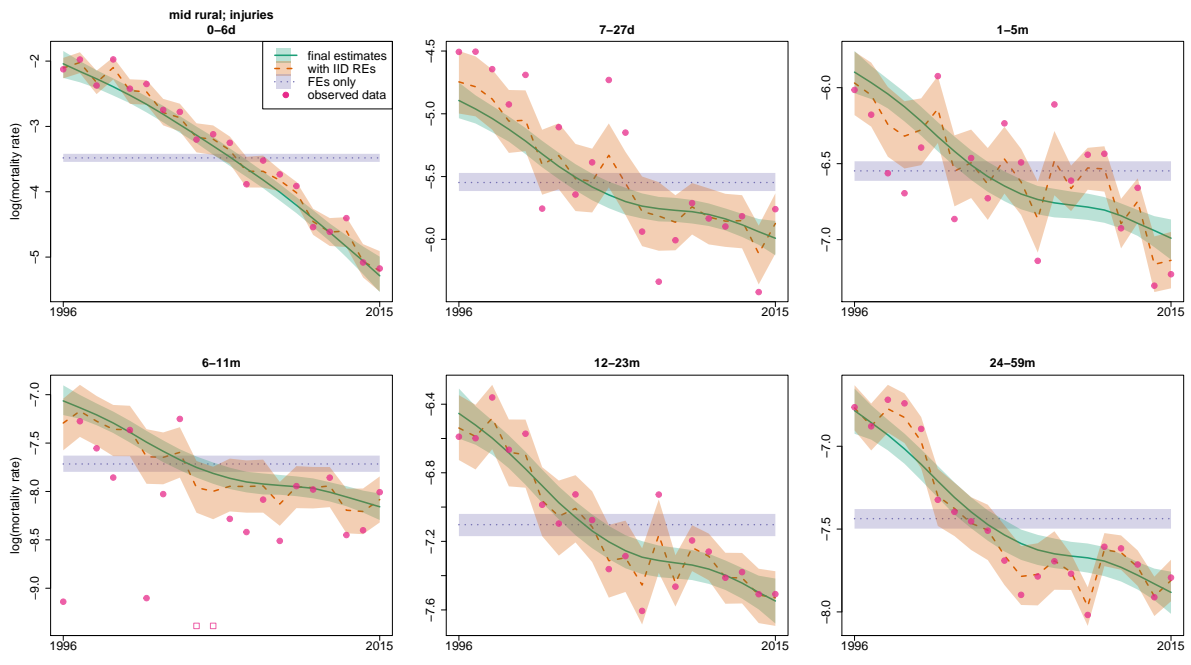 mid rural; injuries
0−6d
final estimates
with IID REs
FEs only
observed data
log(mortality rate)
−2
−3
−4
−5
1996
2015
7−27d
−4.5
−5.0
−5.5
−6.0
1996
2015
1−5m
−6.0
−6.5
−7.0
1996
2015
6−11m
log(mortality rate)
−7.0
−7.5
−8.0
−8.5
−9.0
1996
2015
12−23m
−6.4
−6.8
−7.2
−7.6
1996
2015
24−59m
−7.0
−7.5
−8.0
1996
2015